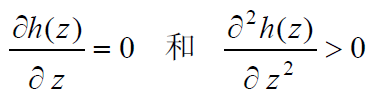 ∂h(z)/∂z = 0 和 ∂²h(z)/∂z² > 0